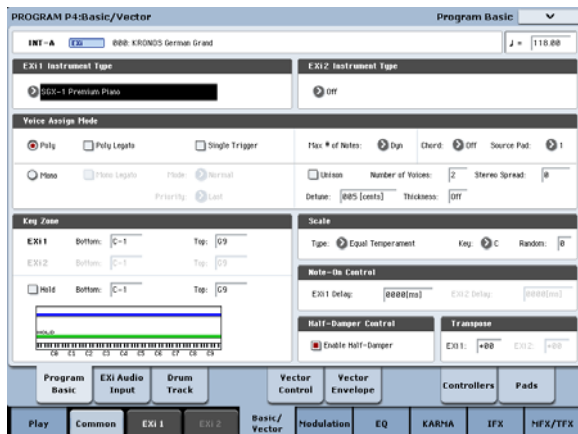 PROGRAM P4:Basic/Vector Program Basic
INT-A EXi 000: KRONOS German Grand ♩ = 118.00
EXi1 Instrument Type EXi2 Instrument Type
SGX-1 Premium Piano Off
Voice Assign Mode
Poly Poly Legato Single Trigger Max # of Notes: Dyn Chord: Off Source Pad: 1
Mono Mono Legato Mode: Normal Unison Number of Voices: 2 Stereo Spread: 0
Priority: Last Detune: 005 [cents] Thickness: Off
Key Zone Scale
EXi1 Bottom: C-1 Top: G9 Type: Equal Temperament Key: C Random: 0
EXi2 Bottom: C-1 Top: G9
Note-On Control
Hold Bottom: C-1 Top: G9 EXi1 Delay: 0000[ms] EXi2 Delay: 0000[ms]
Half-Damper Control Transpose
HOLD Enable Half-Damper EXi1: +00 EXi2: +00
C0 C1 C2 C3 C4 C5 C6 C7 C8 C9
Program Basic EXi Audio Input Drum Track Vector Control Vector Envelope Controllers Pads
Play Common EXi 1 EXi 2 Basic/Vector Modulation EQ KARMA IFX MFX/TFX